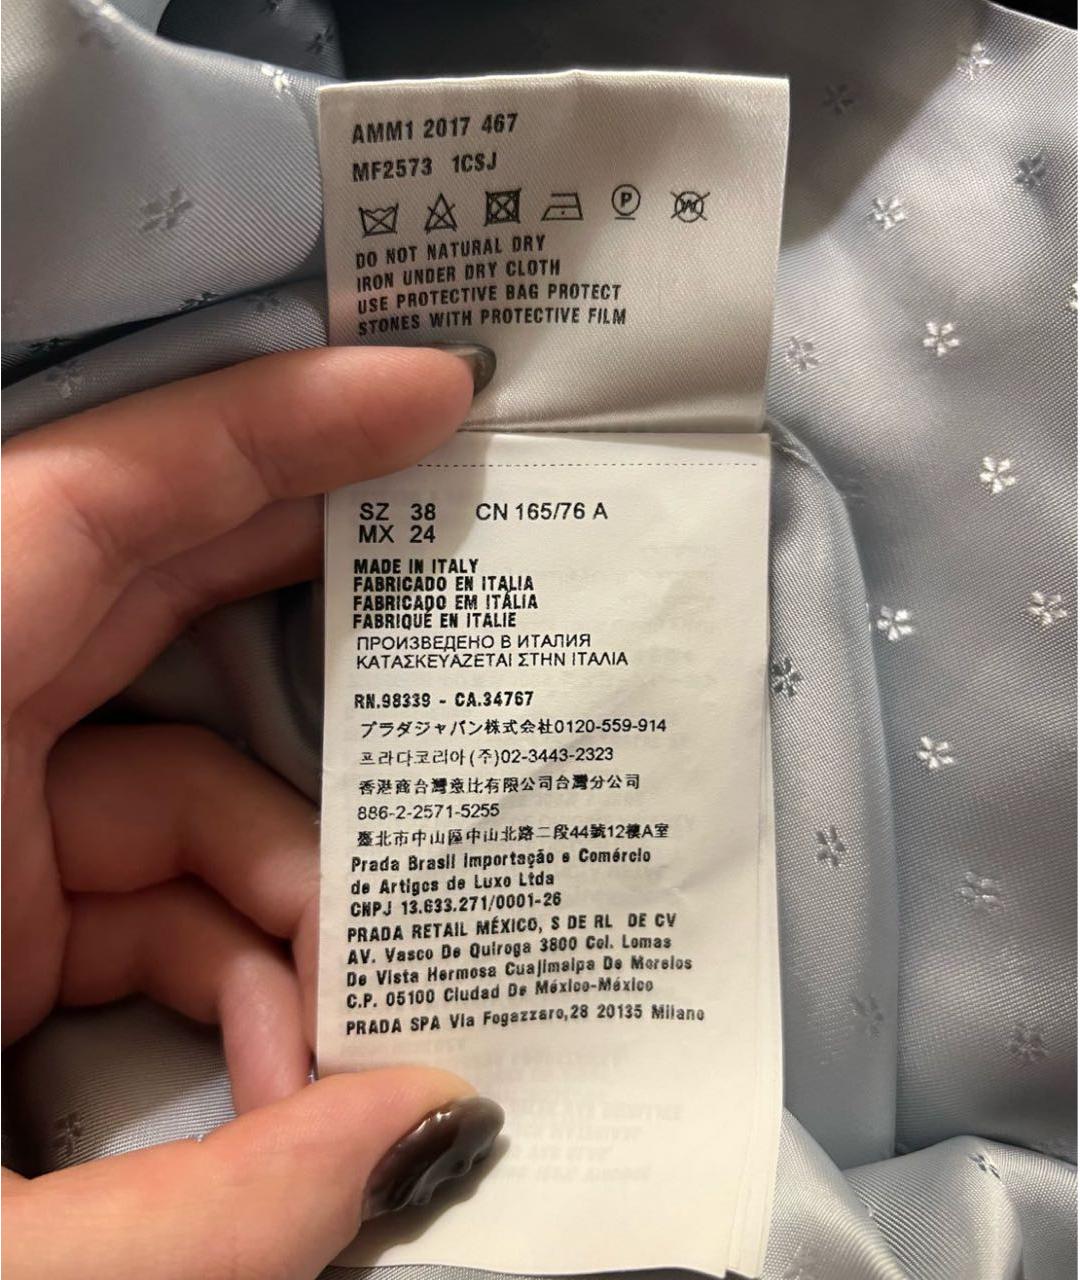 AMM1 2017 467
MF2573 1CSJ
DO NOT NATURAL DRY
IRON UNDER DRY CLOTH
USE PROTECTIVE BAG PROTECT
STONES WITH PROTECTIVE FILM
SZ 38 CN 165/76 A
MX 24
MADE IN ITALY
FABRICADO EN ITALIA
FABRICADO EM ITÁLIA
FABRIQUÉ EN ITALIE
ПРОИЗВЕДЕНО В ИТАЛИЯ
ΚΑΤΑΣΚΕΥΑΖΕΤΑΙ ΣΤΗΝ ΙΤΑΛΙΑ
RN.98339 - CA.34767
プラダジャパン株式会社0120-559-914
프라다코리아(주)02-3443-2323
香港商台灣意比有限公司台灣分公司
886-2-2571-5255
臺北市中山區中山北路二段44號12樓A室
Prada Brasil Importação e Comércio
de Artigos de Luxo Ltda
CNPJ 13.633.271/0001-26
PRADA RETAIL MÉXICO, S DE RL DE CV
AV. Vasco De Quiroga 3800 Col. Lomas
De Vista Hermosa Cuajimalpa De Morelos
C.P. 05100 Ciudad De México-México
PRADA SPA Via Fogazzaro,28 20135 Milano